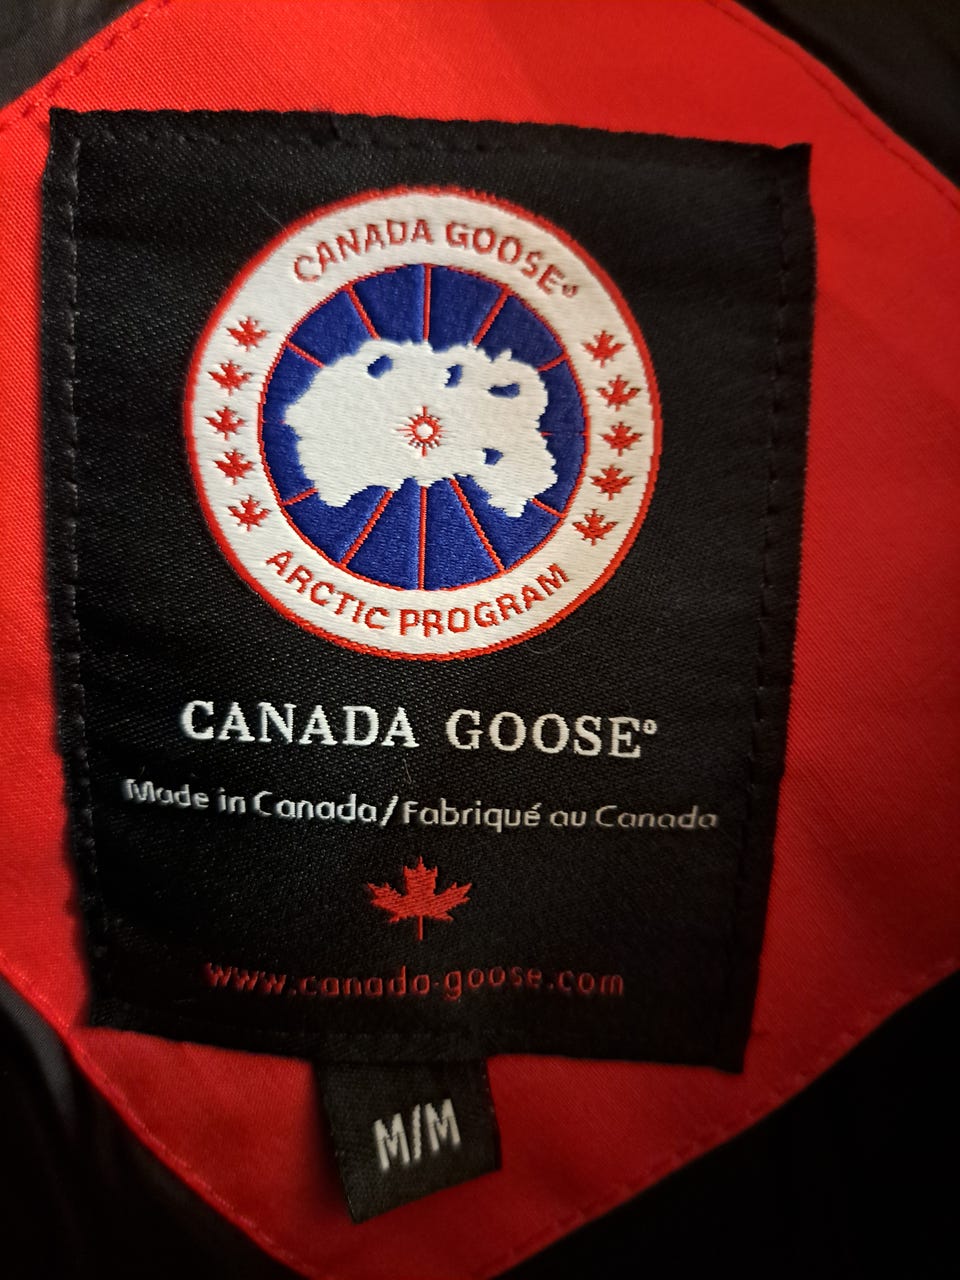 CANADA GOOSE®
ARCTIC PROGRAM
CANADA GOOSE®
Made in Canada/Fabriqué au Canada
www.canada-goose.com
M/M